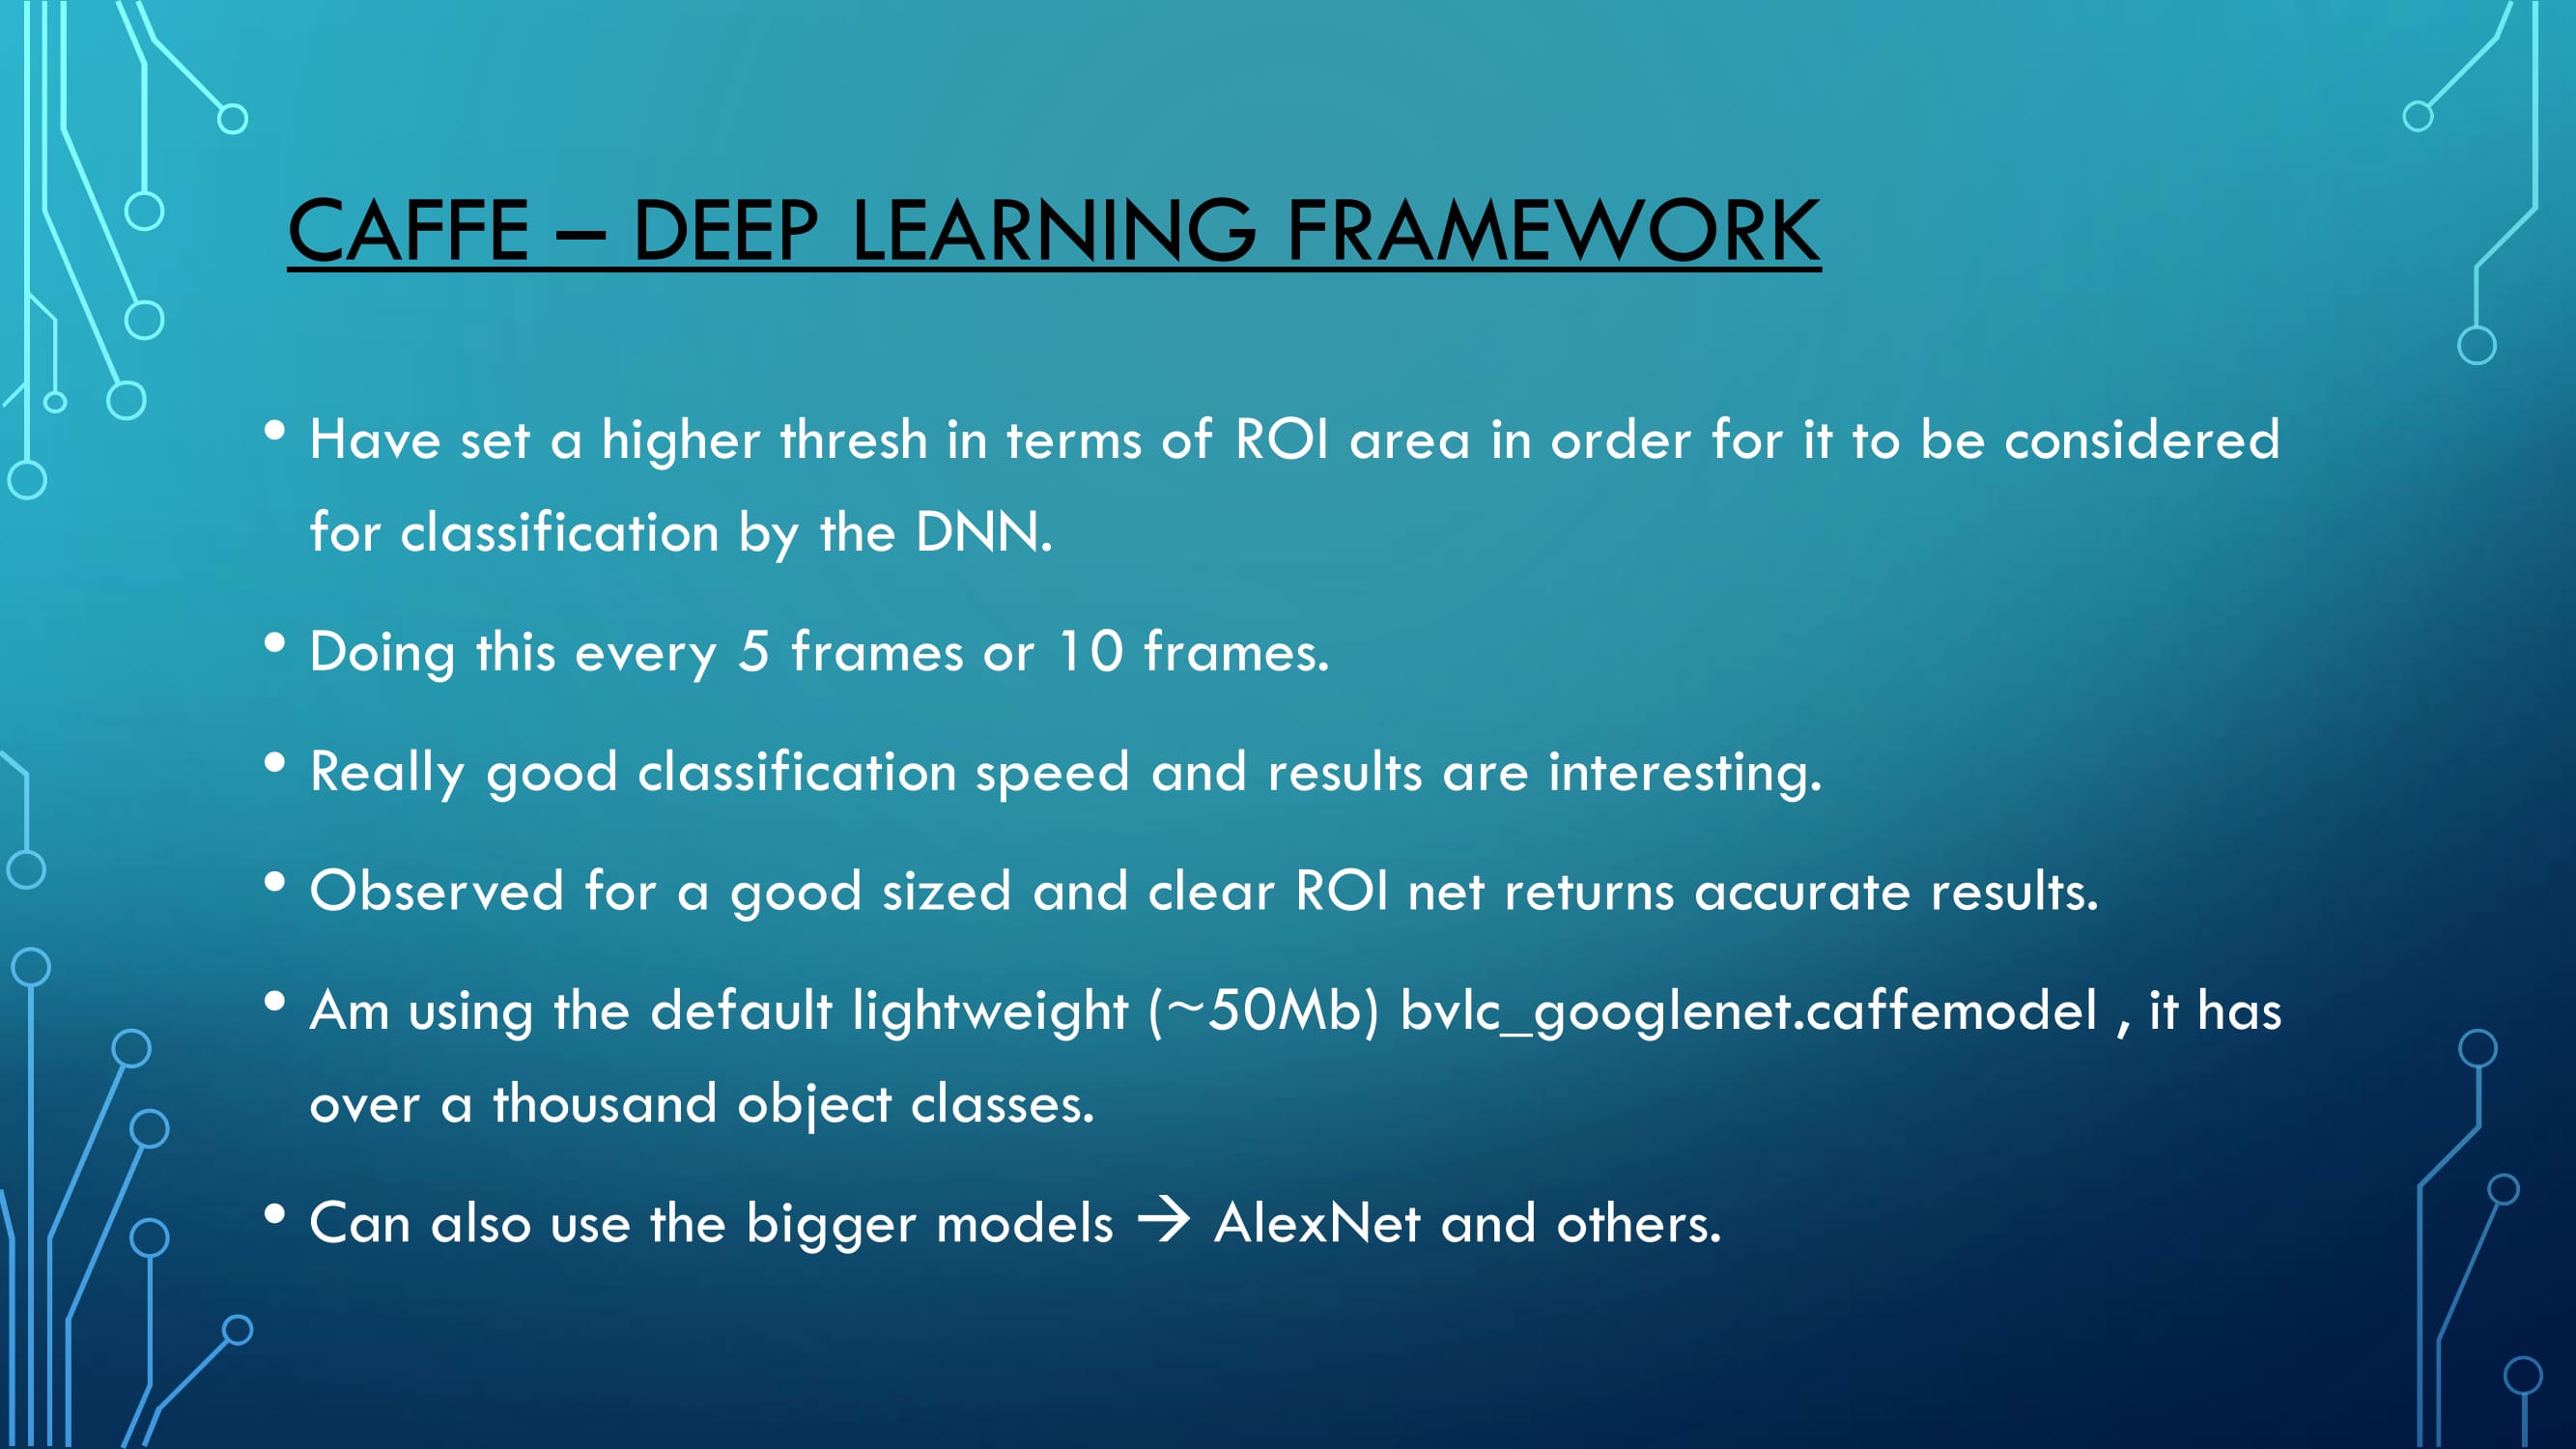 CAFFE – DEEP LEARNING FRAMEWORK
• Have set a higher thresh in terms of ROI area in order for it to be considered
for classification by the DNN.
• Doing this every 5 frames or 10 frames.
• Really good classification speed and results are interesting.
• Observed for a good sized and clear ROI net returns accurate results.
• Am using the default lightweight (~50Mb) bvlc_googlenet.caffemodel , it has
over a thousand object classes.
• Can also use the bigger models → AlexNet and others.